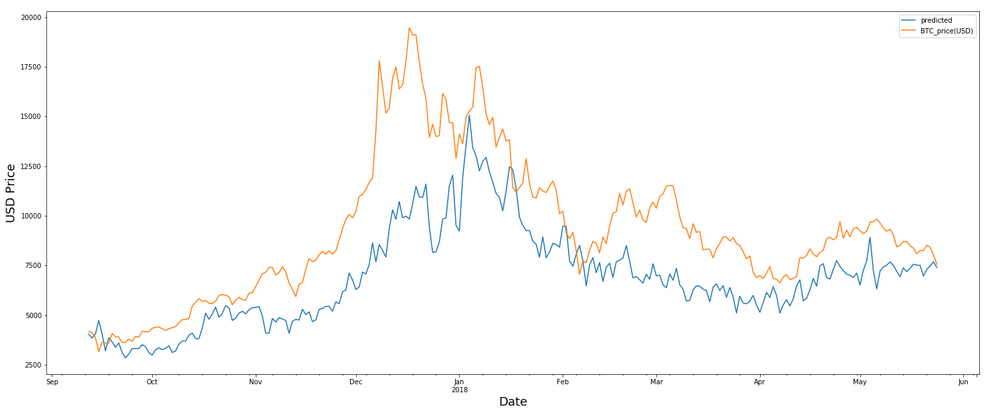 predicted
BTC_price(USD)
20000
17500
15000
12500
10000
7500
5000
2500
USD Price
Sep Oct Nov Dec Jan Feb Mar Apr May Jun
2018
Date